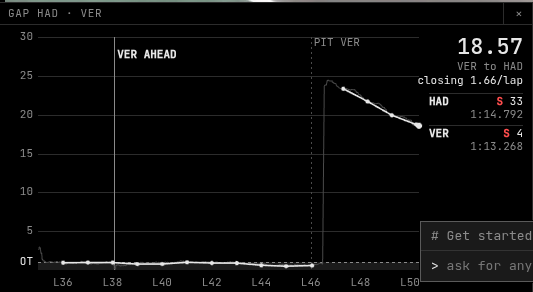 GAP HAD · VER ×
30
25
20
15
10
5
0T
VER AHEAD
PIT VER
L36 L38 L40 L42 L44 L46 L48 L50
18.57
VER to HAD
closing 1.66/lap
HAD S 33
1:14.792
VER S 4
1:13.268
# Get started
> ask for any